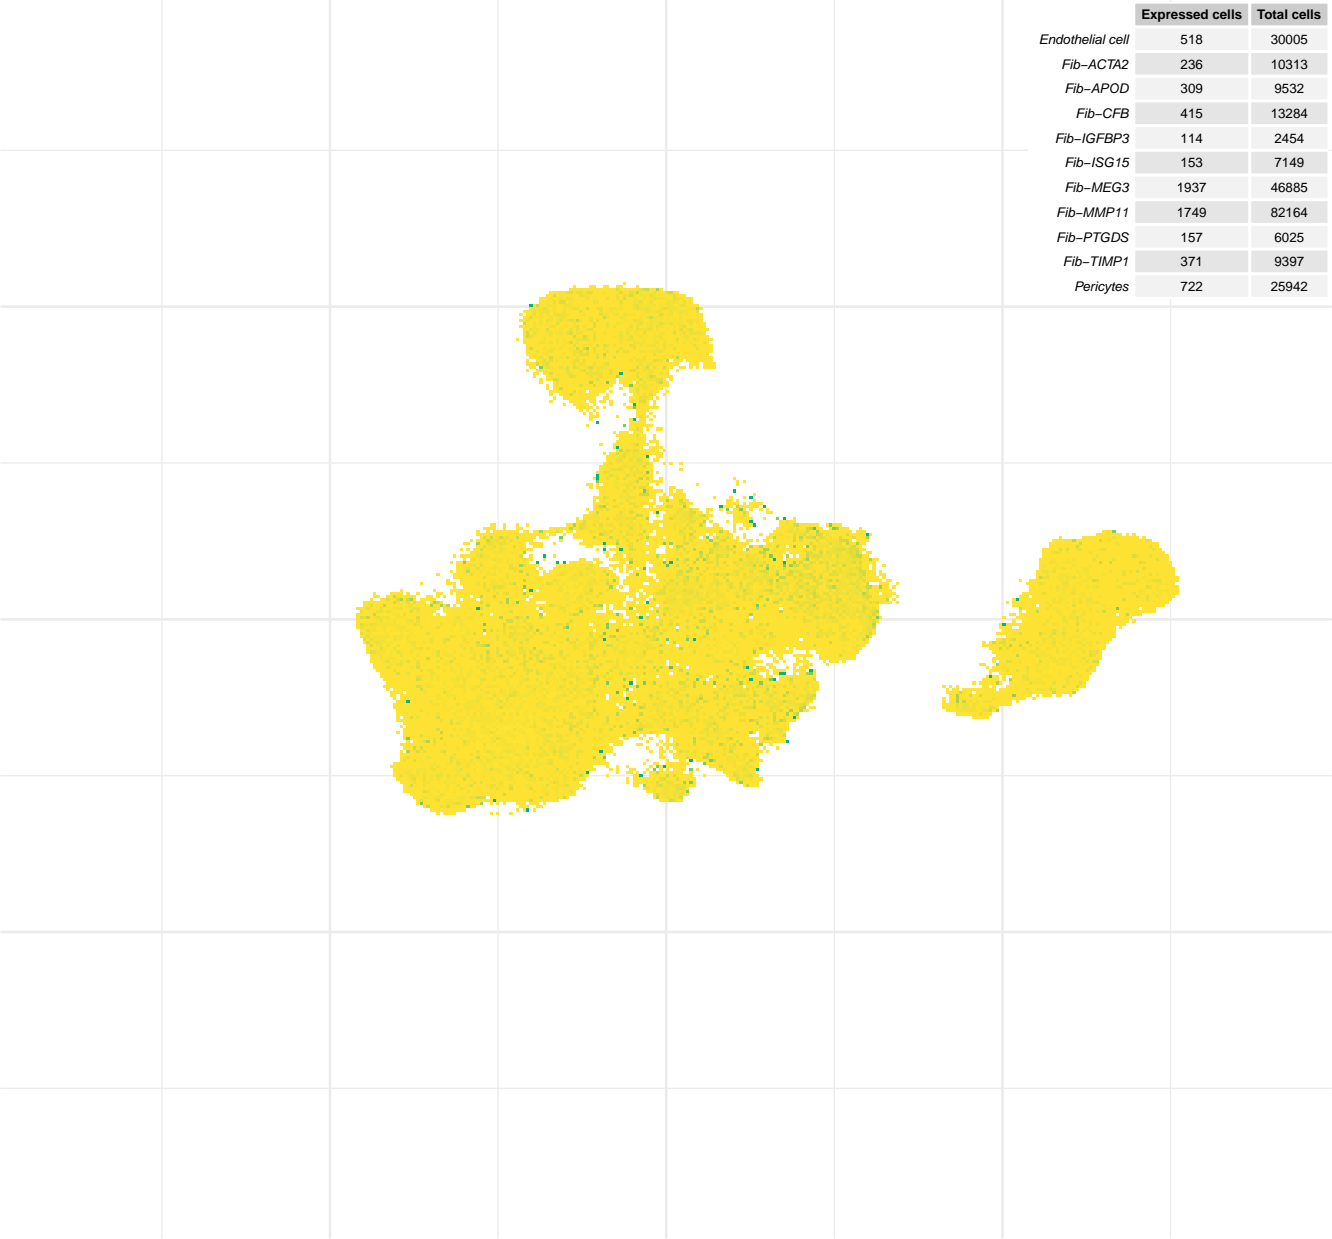 Expressed cells Total cells
Endothelial cell 518 30005
Fib−ACTA2 236 10313
Fib−APOD 309 9532
Fib−CFB 415 13284
Fib−IGFBP3 114 2454
Fib−ISG15 153 7149
Fib−MEG3 1937 46885
Fib−MMP11 1749 82164
Fib−PTGDS 157 6025
Fib−TIMP1 371 9397
Pericytes 722 25942